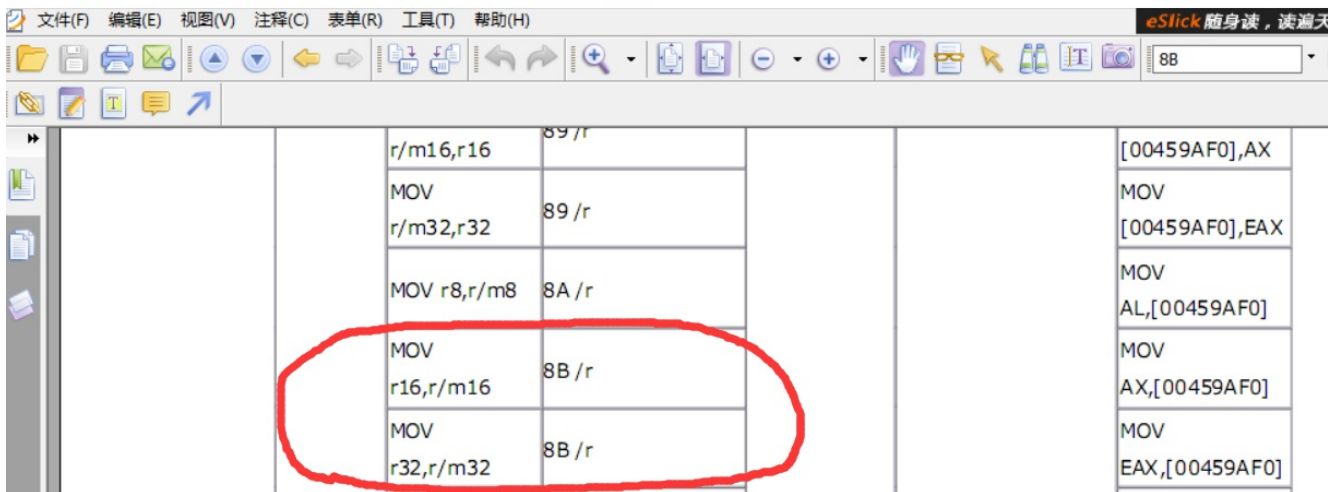 文件(F) 编辑(E) 视图(V) 注释(C) 表单(R) 工具(T) 帮助(H)
eSlick 随身读，读遍天
8B
r/m16,r16
89 /r
[00459AF0],AX
MOV
r/m32,r32
89 /r
MOV
[00459AF0],EAX
MOV r8,r/m8
8A /r
MOV
AL,[00459AF0]
MOV
r16,r/m16
8B /r
MOV
AX,[00459AF0]
MOV
r32,r/m32
8B /r
MOV
EAX,[00459AF0]